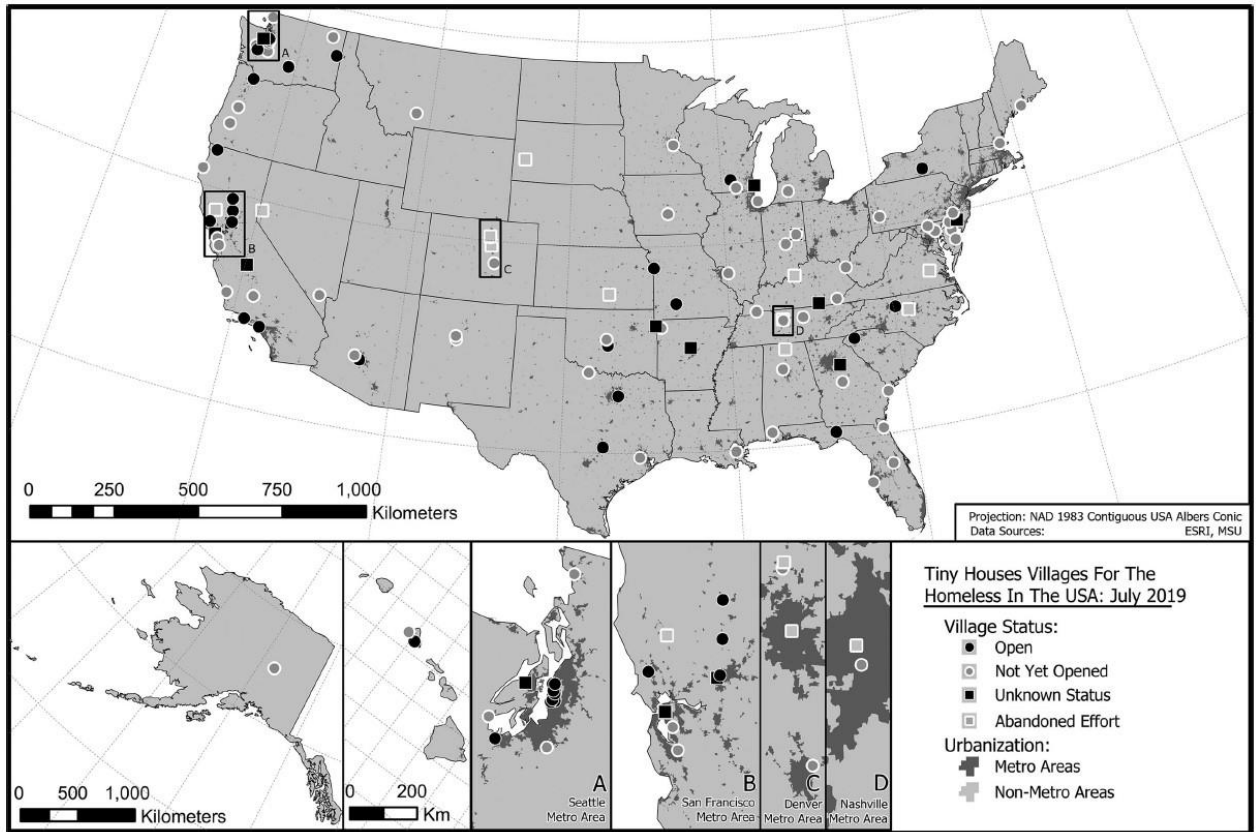 A
B
C
D
0 250 500 750 1,000
Kilometers
Projection: NAD 1983 Contiguous USA Albers Conic
Data Sources: ESRI, MSU
0 500 1,000
Kilometers
0 200
Km
A
Seattle
Metro Area
B
San Francisco
Metro Area
C
Denver
Metro Area
D
Nashville
Metro Area
Tiny Houses Villages For The
Homeless In The USA: July 2019
Village Status:
Open
Not Yet Opened
Unknown Status
Abandoned Effort
Urbanization:
Metro Areas
Non-Metro Areas